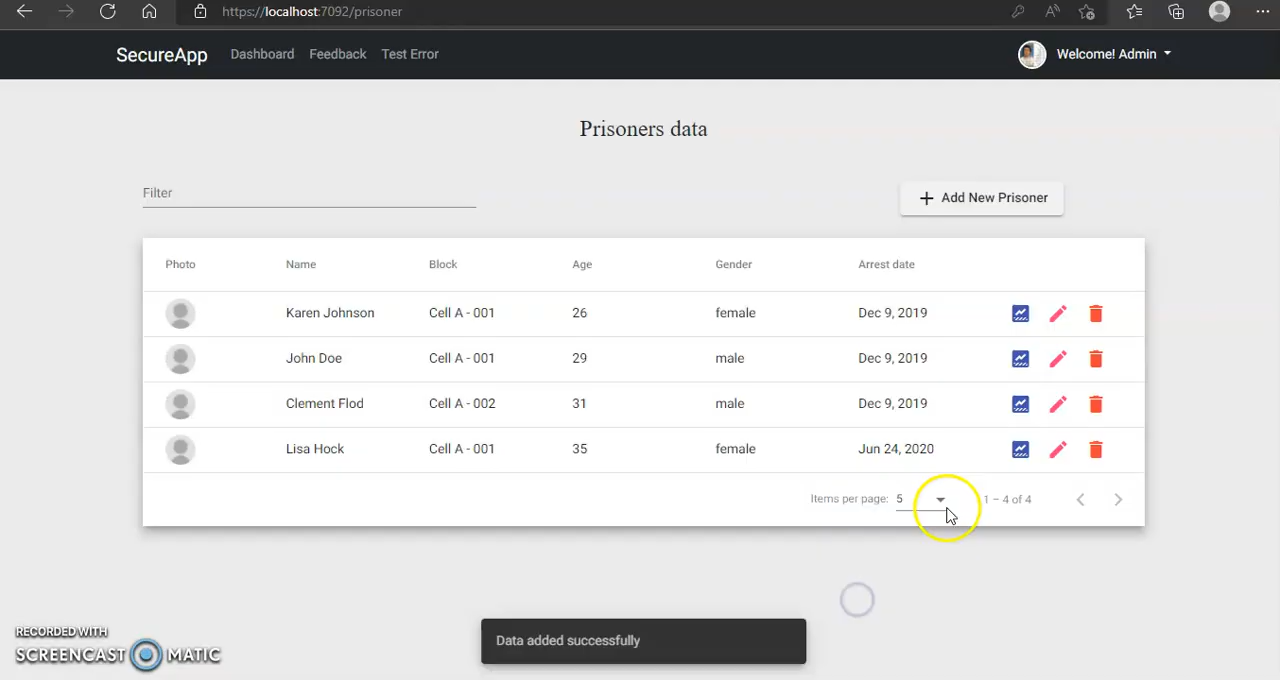 https://localhost:7092/prisoner
SecureApp Dashboard Feedback Test Error Welcome! Admin
Prisoners data
Filter
+ Add New Prisoner
Photo Name Block Age Gender Arrest date
Karen Johnson Cell A - 001 26 female Dec 9, 2019
John Doe Cell A - 001 29 male Dec 9, 2019
Clement Flod Cell A - 002 31 male Dec 9, 2019
Lisa Hock Cell A - 001 35 female Jun 24, 2020
Items per page: 5 1 – 4 of 4
Data added successfully
RECORDED WITH
SCREENCAST MATIC